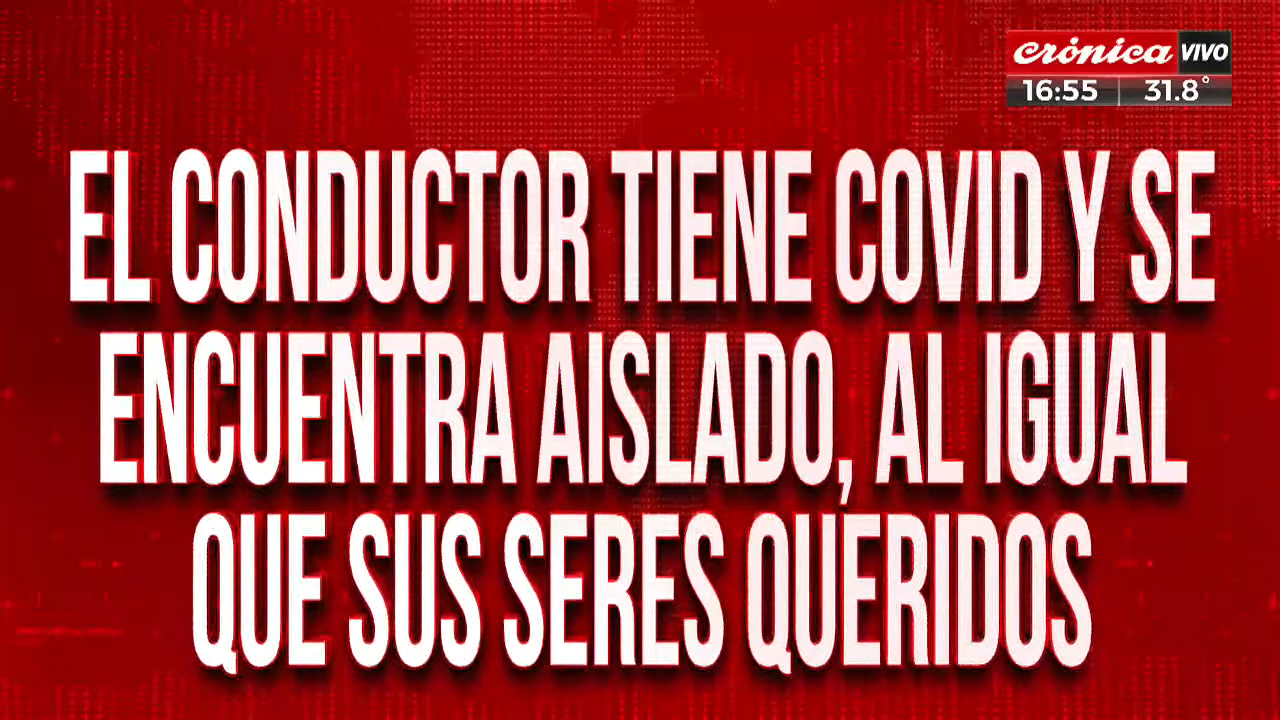 crónica VIVO
16:55 31.8°
EL CONDUCTOR TIENE COVID Y SE
ENCUENTRA AISLADO, AL IGUAL
QUE SUS SERES QUERIDOS